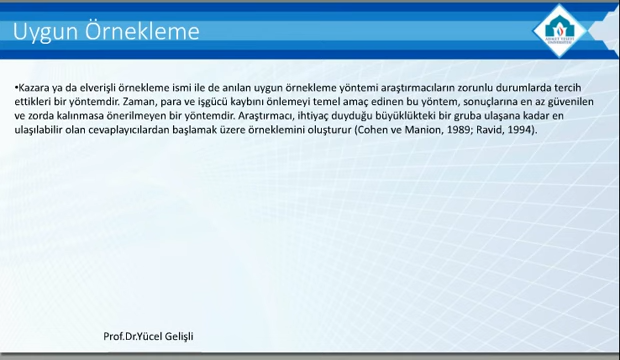 Uygun Örnekleme
•Kazara ya da elverişli örnekleme ismi ile de anılan uygun örnekleme yöntemi araştırmacıların zorunlu durumlarda tercih
ettikleri bir yöntemdir. Zaman, para ve işgücü kaybını önlemeyi temel amaç edinen bu yöntem, sonuçlarına en az güvenilen
ve zorda kalınmasa önerilmeyen bir yöntemdir. Araştırmacı, ihtiyaç duyduğu büyüklükteki bir gruba ulaşana kadar en
ulaşılabilir olan cevaplayıcılardan başlamak üzere örneklemini oluşturur (Cohen ve Manion, 1989; Ravid, 1994).
Prof.Dr.Yücel Gelişli